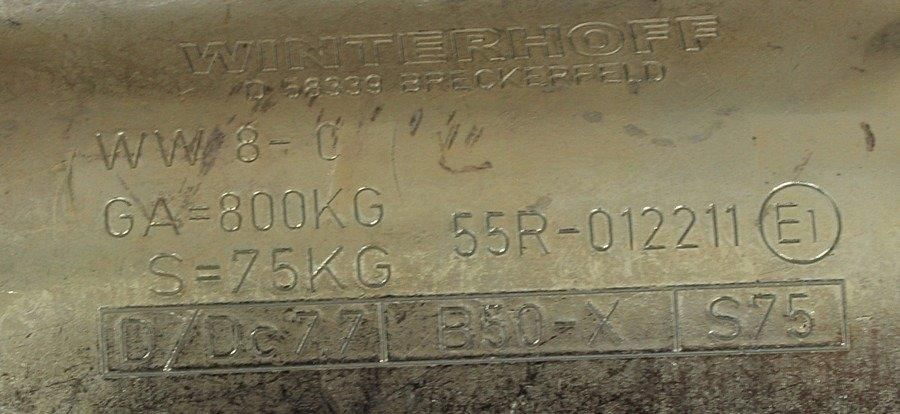 WINTERHOFF
D 58339 BRECKERFELD
WW 8-C
GA=800KG
S=75KG
55R-012211 E1
D/Dc7.7 B50-X S75